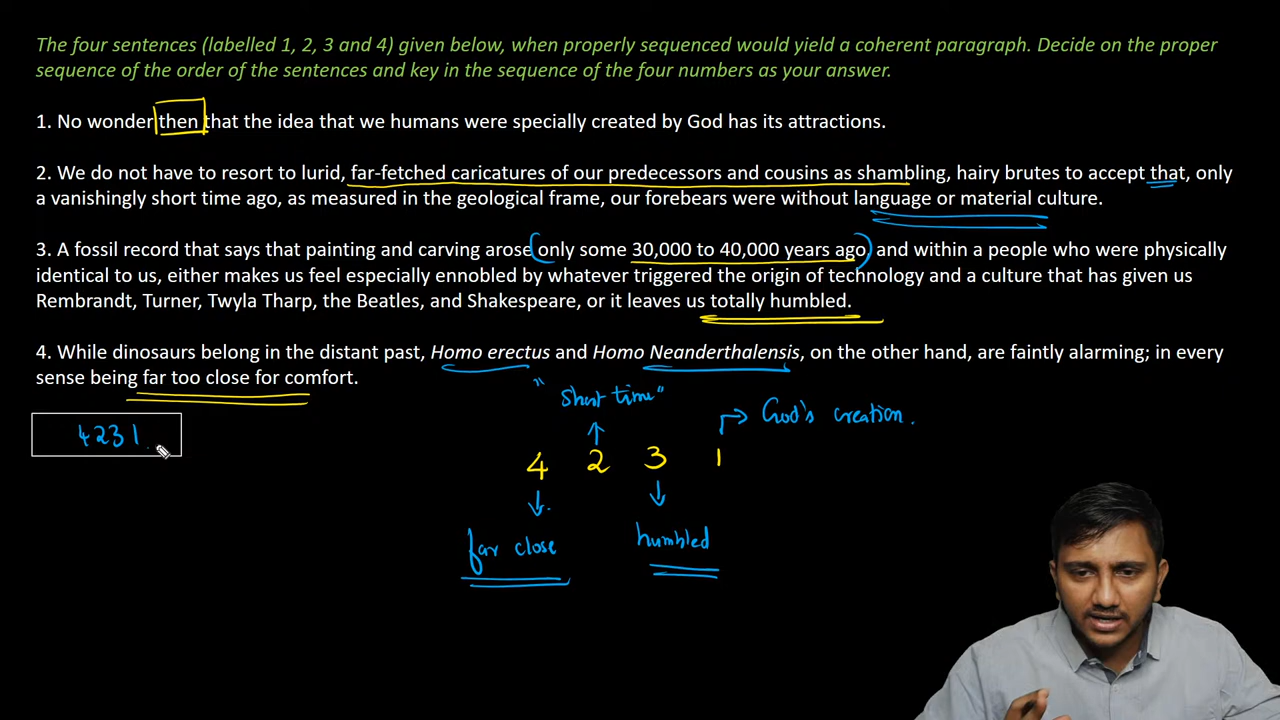 The four sentences (labelled 1, 2, 3 and 4) given below, when properly sequenced would yield a coherent paragraph. Decide on the proper
sequence of the order of the sentences and key in the sequence of the four numbers as your answer.
1. No wonder then that the idea that we humans were specially created by God has its attractions.
2. We do not have to resort to lurid, far-fetched caricatures of our predecessors and cousins as shambling, hairy brutes to accept that, only
a vanishingly short time ago, as measured in the geological frame, our forebears were without language or material culture.
3. A fossil record that says that painting and carving arose only some 30,000 to 40,000 years ago and within a people who were physically
identical to us, either makes us feel especially ennobled by whatever triggered the origin of technology and a culture that has given us
Rembrandt, Turner, Twyla Tharp, the Beatles, and Shakespeare, or it leaves us totally humbled.
4. While dinosaurs belong in the distant past, Homo erectus and Homo Neanderthalensis, on the other hand, are faintly alarming; in every
sense being far too close for comfort.
"short time"
God's creation.
4231
4 2 3 1
far close
humbled